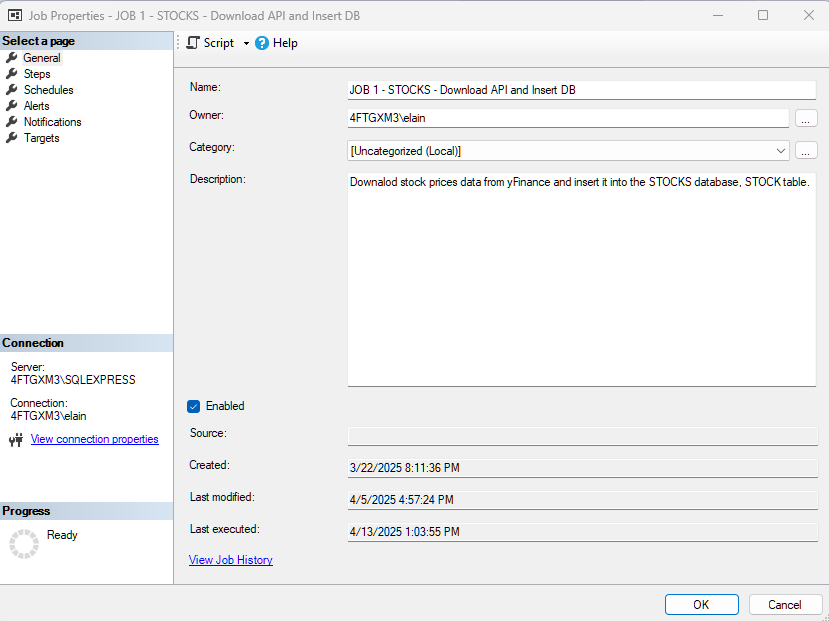 Job Properties - JOB 1 - STOCKS - Download API and Insert DB
Select a page
General
Steps
Schedules
Alerts
Notifications
Targets
Script
Help
Name:
JOB 1 - STOCKS - Download API and Insert DB
Owner:
4FTGXM3\elain
...
Category:
[Uncategorized (Local)]
...
Description:
Downalod stock prices data from yFinance and insert it into the STOCKS database, STOCK table.
Connection
Server:
4FTGXM3\SQLEXPRESS
Connection:
4FTGXM3\elain
View connection properties
Enabled
Source:
Created:
3/22/2025 8:11:36 PM
Last modified:
4/5/2025 4:57:24 PM
Last executed:
4/13/2025 1:03:55 PM
View Job History
Progress
Ready
OK
Cancel